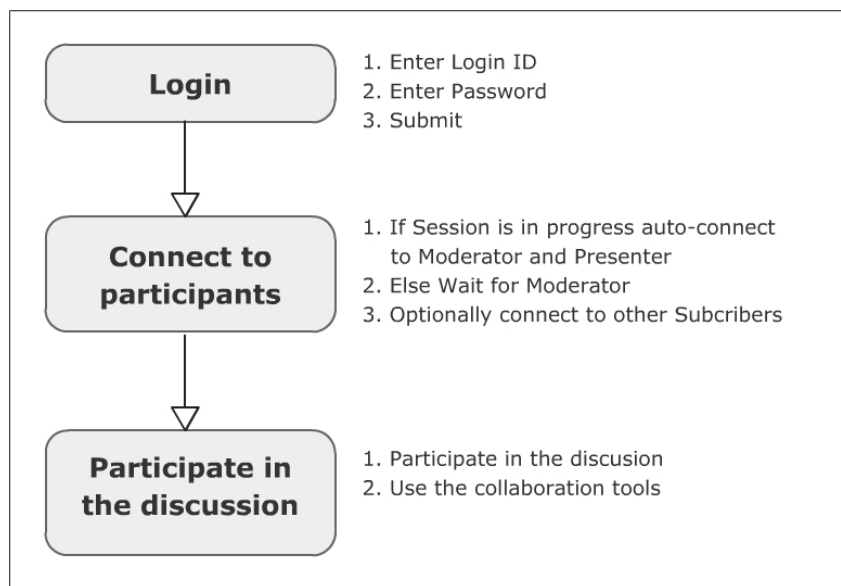 Login
1. Enter Login ID
2. Enter Password
3. Submit
Connect to
participants
1. If Session is in progress auto-connect
to Moderator and Presenter
2. Else Wait for Moderator
3. Optionally connect to other Subcribers
Participate in
the discussion
1. Participate in the discusion
2. Use the collaboration tools